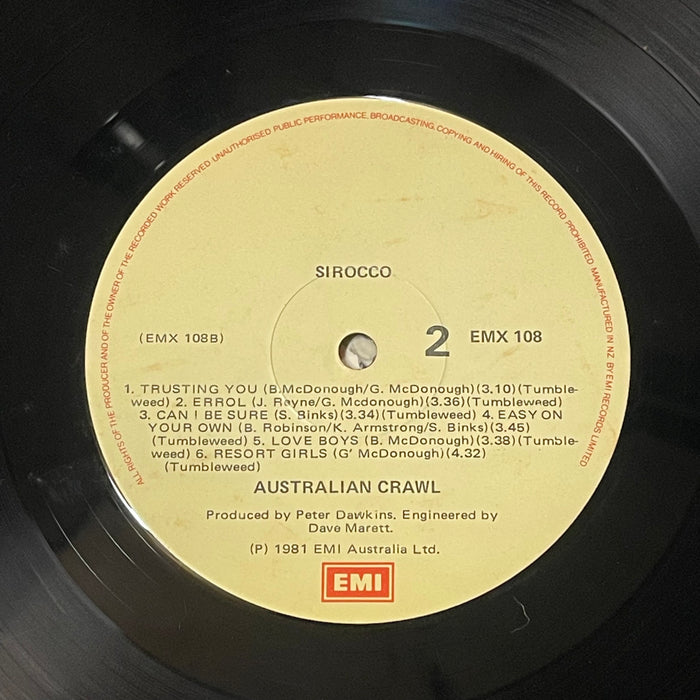 ALL RIGHTS OF THE PRODUCER AND OF THE OWNER OF THE RECORDED WORK RESERVED UNAUTHORISED PUBLIC PERFORMANCE, BROADCASTING, COPYING AND HIRING OF THIS RECORD PROHIBITED MANUFACTURED IN NZ BY EMI RECORDS LIMITED.
SIROCCO
(EMX 108B) 2 EMX 108
1. TRUSTING YOU (B.McDonough/G. McDonough)(3.10)(Tumble-
weed) 2. ERROL (J. Reyne/G. Mcdonough)(3.36)(Tumbleweed)
3. CAN I BE SURE (S. Binks)(3.34)(Tumbleweed) 4. EASY ON
YOUR OWN (B. Robinson/K. Armstrong/S. Binks)(3.45)
(Tumbleweed) 5. LOVE BOYS (B. McDonough)(3.38)(Tumble-
weed) 6. RESORT GIRLS (G' McDonough)(4.32)
(Tumbleweed)
AUSTRALIAN CRAWL
Produced by Peter Dawkins. Engineered by
Dave Marett.
(P) 1981 EMI Australia Ltd.
EMI